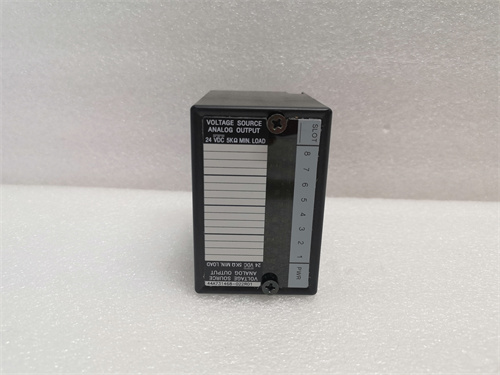 VOLTAGE SOURCE
ANALOG OUTPUT
24 VDC 5KΩ MIN. LOAD
SLOT
8
7
6
5
4
3
2
1
PWR
24 VDC 5KΩ MIN. LOAD
ANALOG OUTPUT
VOLTAGE SOURCE